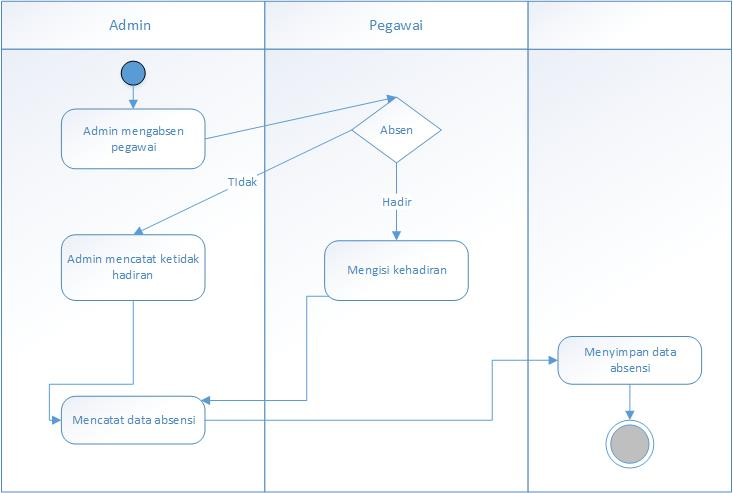 Admin
Pegawai
Admin mengabsen
pegawai
Absen
TIdak
Hadir
Admin mencatat ketidak
hadiran
Mengisi kehadiran
Menyimpan data
absensi
Mencatat data absensi